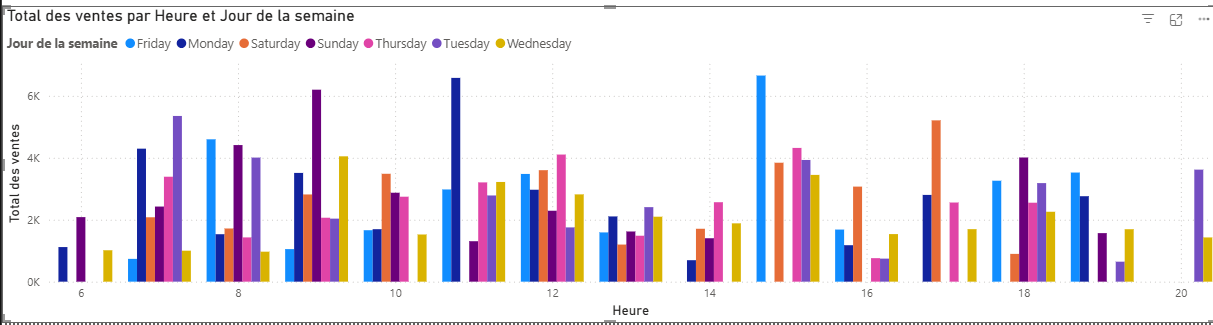 Total des ventes par Heure et Jour de la semaine
Jour de la semaine Friday Monday Saturday Sunday Thursday Tuesday Wednesday
6K
4K
2K
0K
Total des ventes
6 8 10 12 14 16 18 20
Heure